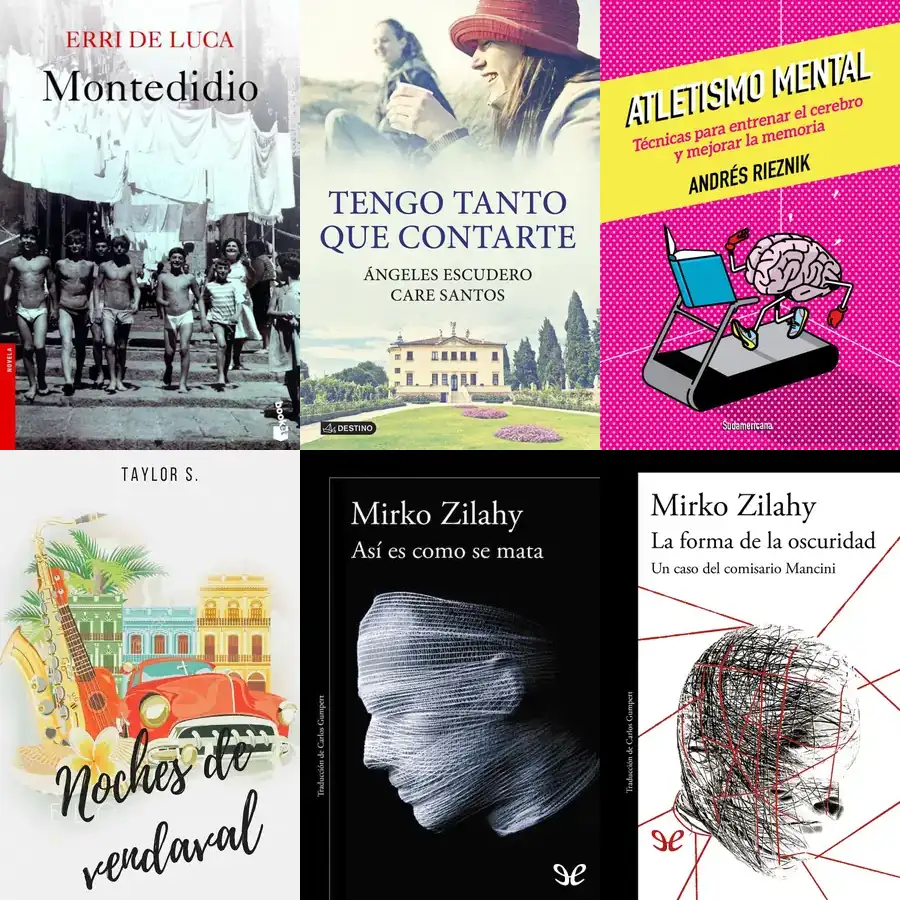 ERRI DE LUCA
Montedidio
NOVELA
Booket
TENGO TANTO
QUE CONTARTE
ÁNGELES ESCUDERO
CARE SANTOS
DESTINO
ATLETISMO MENTAL
Técnicas para entrenar el cerebro
y mejorar la memoria
ANDRÉS RIEZNIK
Sudamericana
TAYLOR S.
Noches de
vendaval
Mirko Zilahy
Así es como se mata
Traducción de Carlos Gumpert
Mirko Zilahy
La forma de la oscuridad
Un caso del comisario Mancini
Traducción de Carlos Gumpert